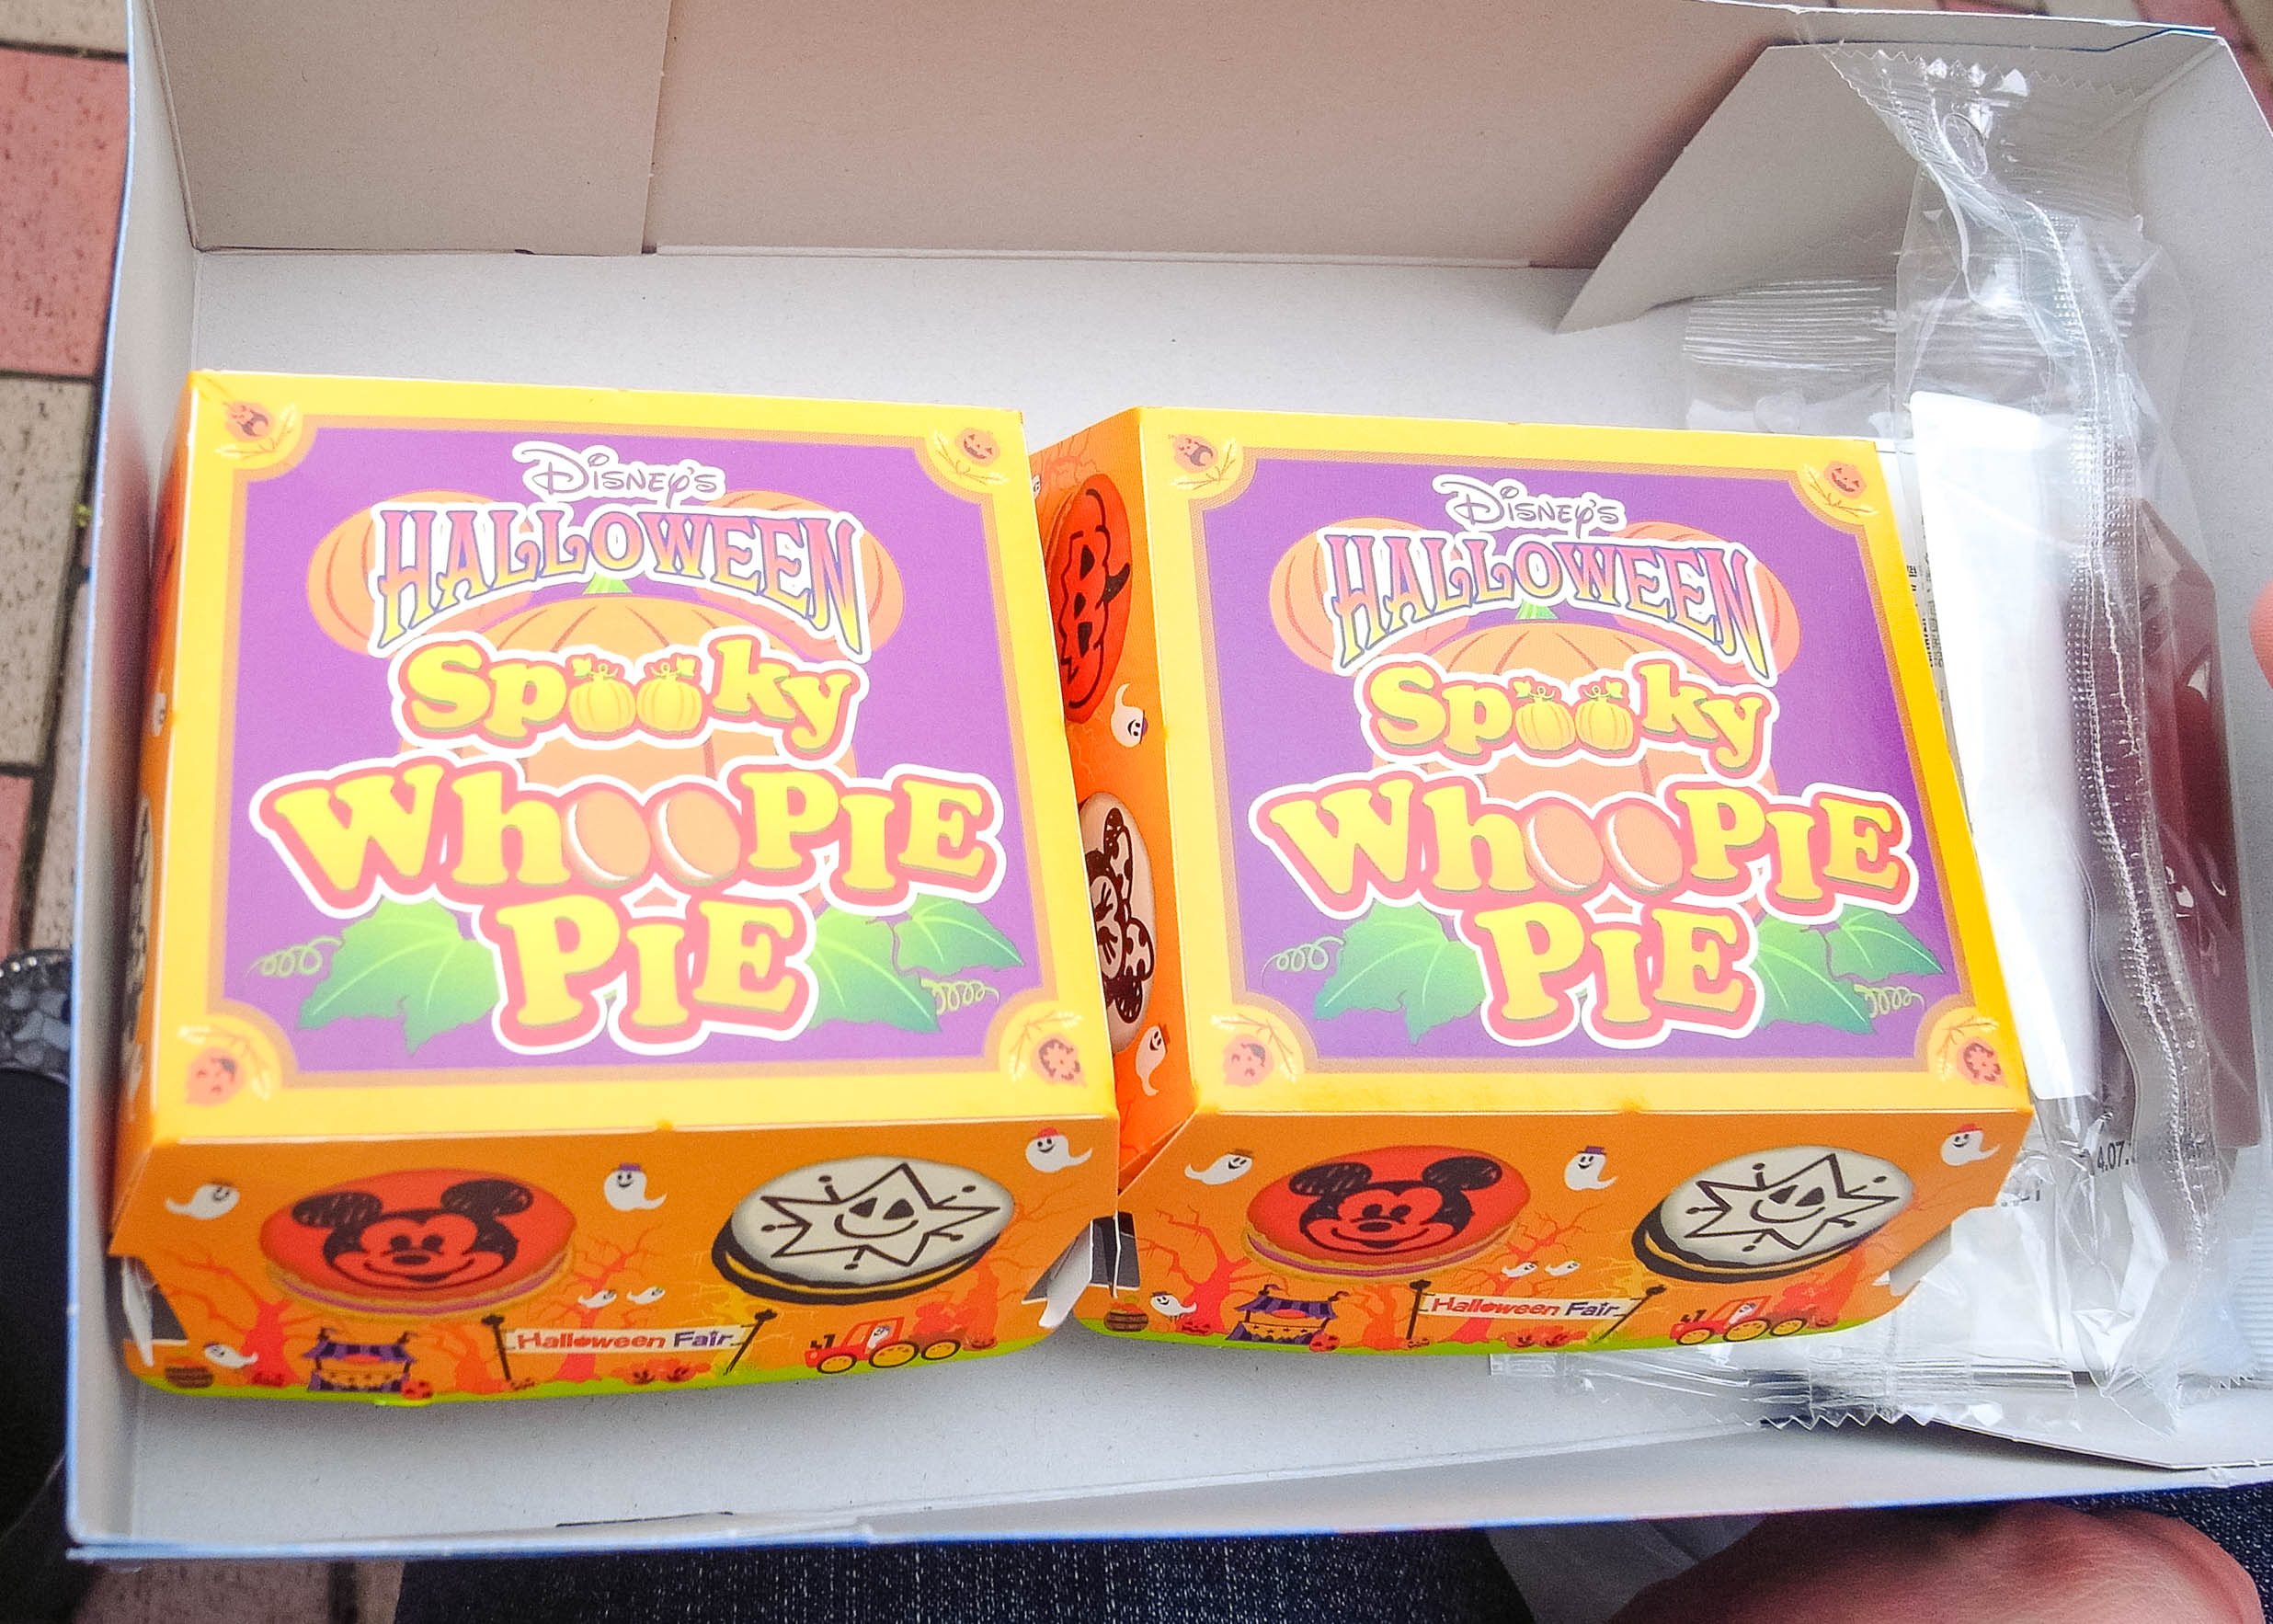 Disney's
HALLOWEEN
Spooky
WhooPIE
PIE
Halloween Fair
Disney's
HALLOWEEN
Spooky
WhooPIE
PIE
Halloween Fair